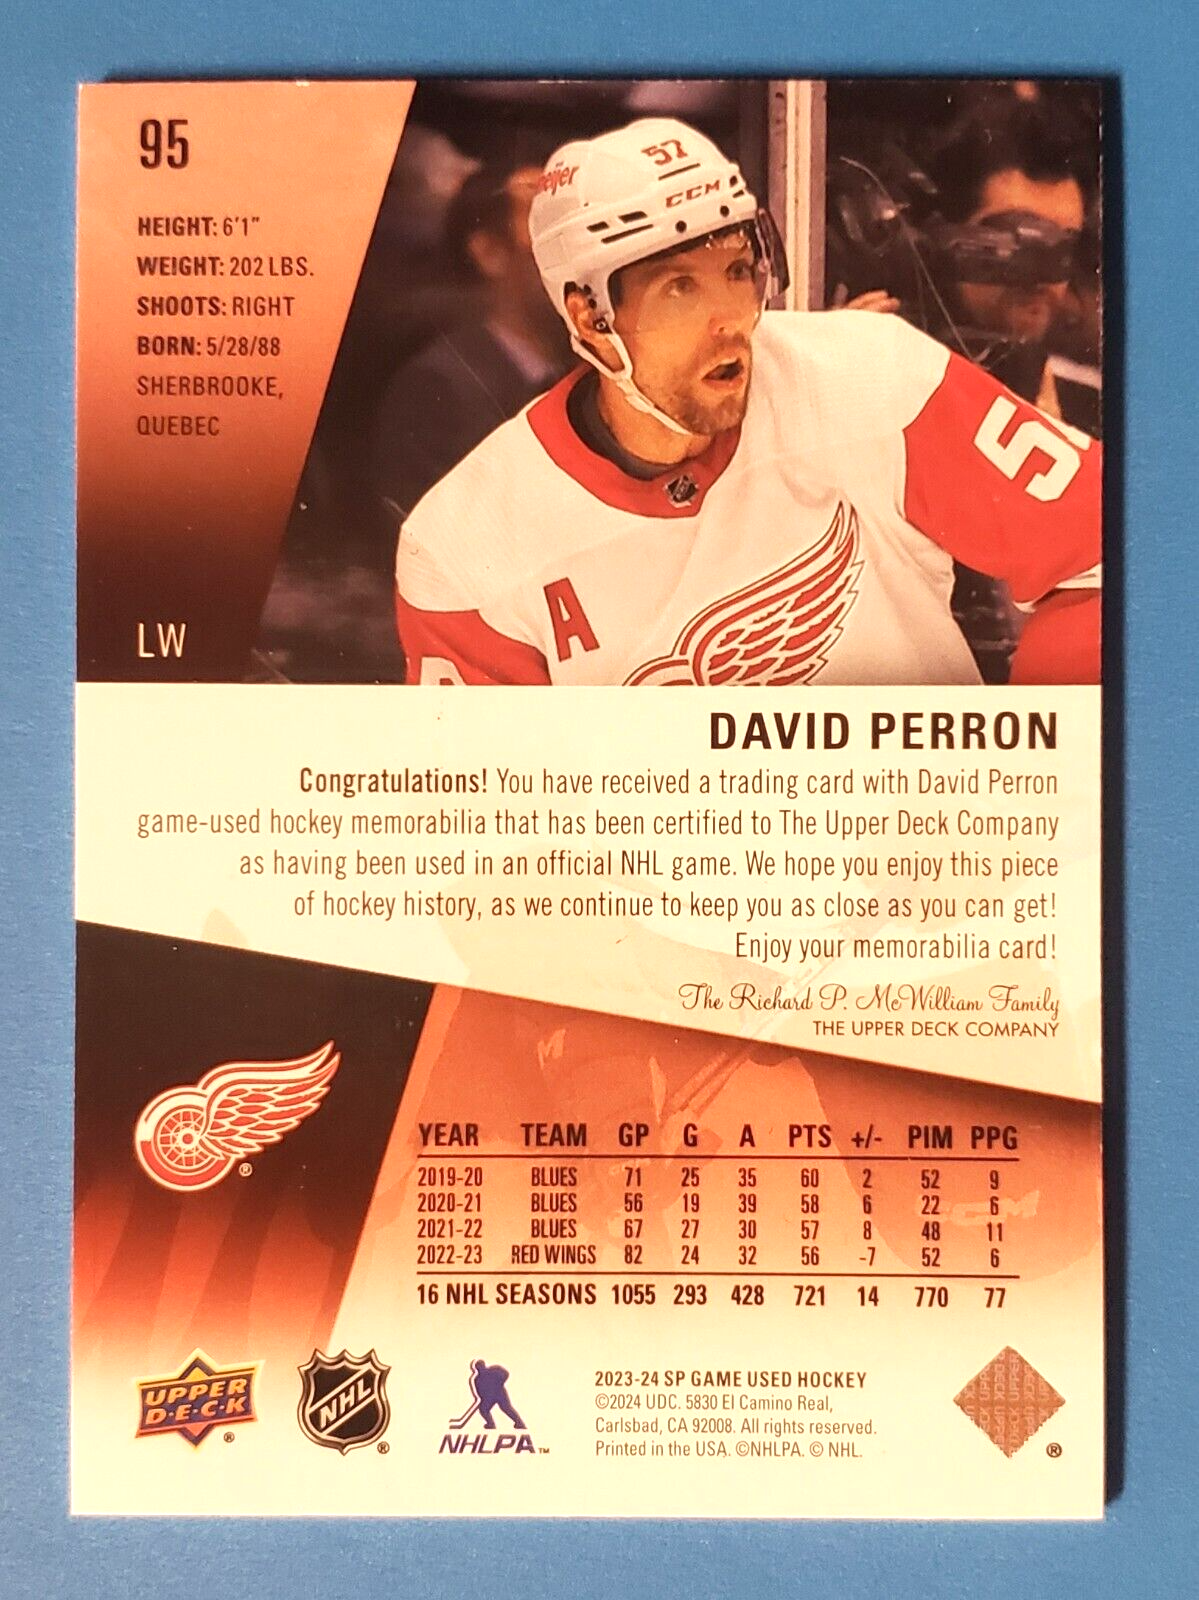 95
HEIGHT: 6'1"
WEIGHT: 202 LBS.
SHOOTS: RIGHT
BORN: 5/28/88
SHERBROOKE,
QUEBEC
LW
57
CCM
A
DAVID PERRON
Congratulations! You have received a trading card with David Perron
game-used hockey memorabilia that has been certified to The Upper Deck Company
as having been used in an official NHL game. We hope you enjoy this piece
of hockey history, as we continue to keep you as close as you can get!
Enjoy your memorabilia card!
The Richard P. McWilliam Family
THE UPPER DECK COMPANY
®
YEAR TEAM GP G A PTS +/- PIM PPG
2019-20 BLUES 71 25 35 60 2 52 9
2020-21 BLUES 56 19 39 58 6 22 6
2021-22 BLUES 67 27 30 57 8 48 11
2022-23 RED WINGS 82 24 32 56 -7 52 6
16 NHL SEASONS 1055 293 428 721 14 770 77
UPPER
D·E·C·K
®
NHL
®
NHLPA™
2023-24 SP GAME USED HOCKEY
©2024 UDC. 5830 El Camino Real,
Carlsbad, CA 92008. All rights reserved.
Printed in the USA. ©NHLPA. © NHL.
®